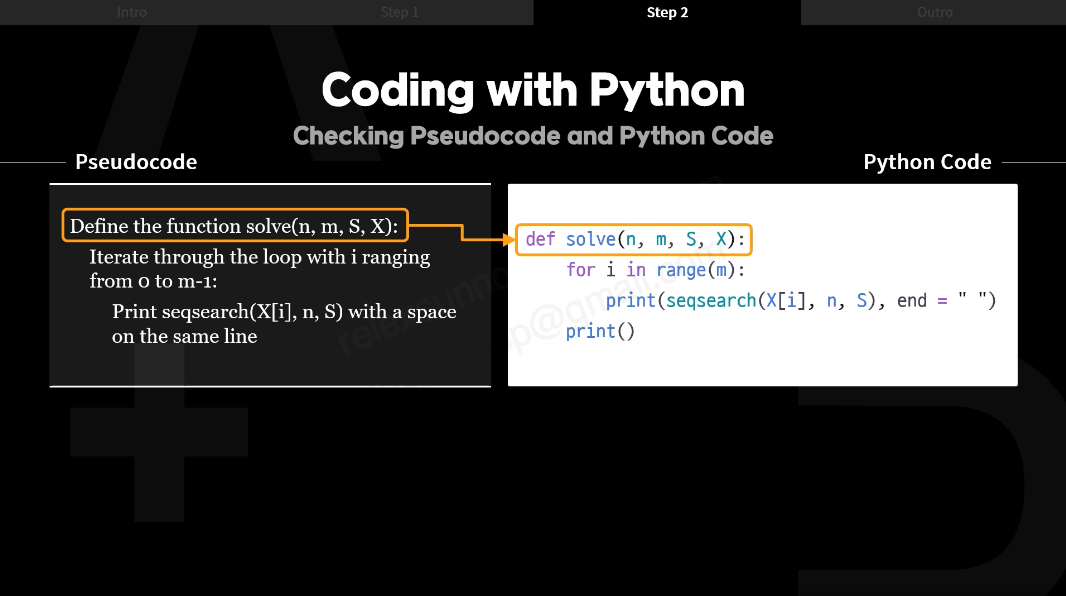 Intro
Step 1
Step 2
Outro
Coding with Python
Checking Pseudocode and Python Code
Pseudocode
Python Code
Define the function solve(n, m, S, X):
Iterate through the loop with i ranging
from 0 to m-1:
Print seqsearch(X[i], n, S) with a space
on the same line
def solve(n, m, S, X):
    for i in range(m):
        print(seqsearch(X[i], n, S), end = " ")
    print()